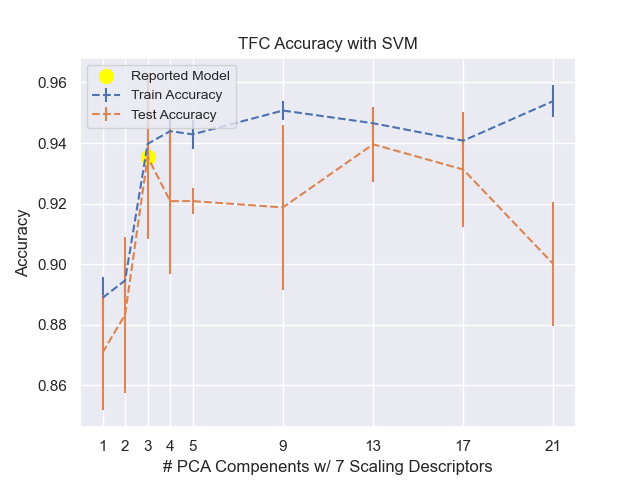 TFC Accuracy with SVM
Reported Model
Train Accuracy
Test Accuracy
0.96
0.94
0.92
0.90
0.88
0.86
Accuracy
1 2 3 4 5 9 13 17 21
# PCA Compenents w/ 7 Scaling Descriptors